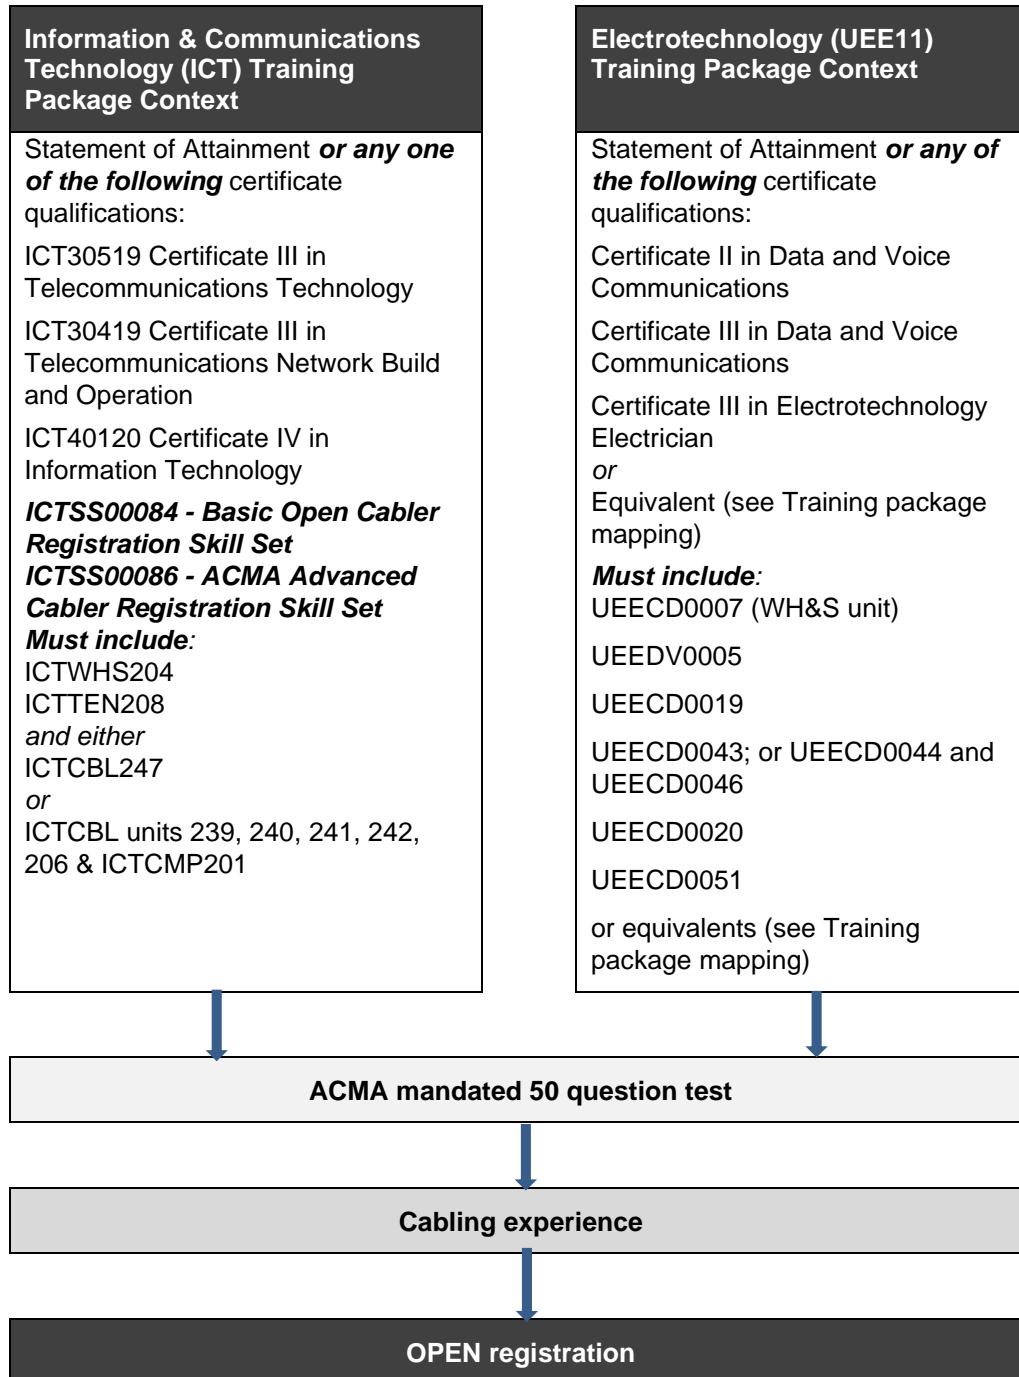 Information & Communications
Technology (ICT) Training
Package Context
Statement of Attainment or any one
of the following certificate
qualifications:
ICT30519 Certificate III in
Telecommunications Technology
ICT30419 Certificate III in
Telecommunications Network Build
and Operation
ICT40120 Certificate IV in
Information Technology
ICTSS00084 - Basic Open Cabler
Registration Skill Set
ICTSS00086 - ACMA Advanced
Cabler Registration Skill Set
Must include:
ICTWHS204
ICTTEN208
and either
ICTCBL247
or
ICTCBL units 239, 240, 241, 242,
206 & ICTCMP201
Electrotechnology (UEE11)
Training Package Context
Statement of Attainment or any of
the following certificate
qualifications:
Certificate II in Data and Voice
Communications
Certificate III in Data and Voice
Communications
Certificate III in Electrotechnology
Electrician
or
Equivalent (see Training package
mapping)
Must include:
UEECD0007 (WH&S unit)
UEEDV0005
UEECD0019
UEECD0043; or UEECD0044 and
UEECD0046
UEECD0020
UEECD0051
or equivalents (see Training
package mapping)
ACMA mandated 50 question test
Cabling experience
OPEN registration